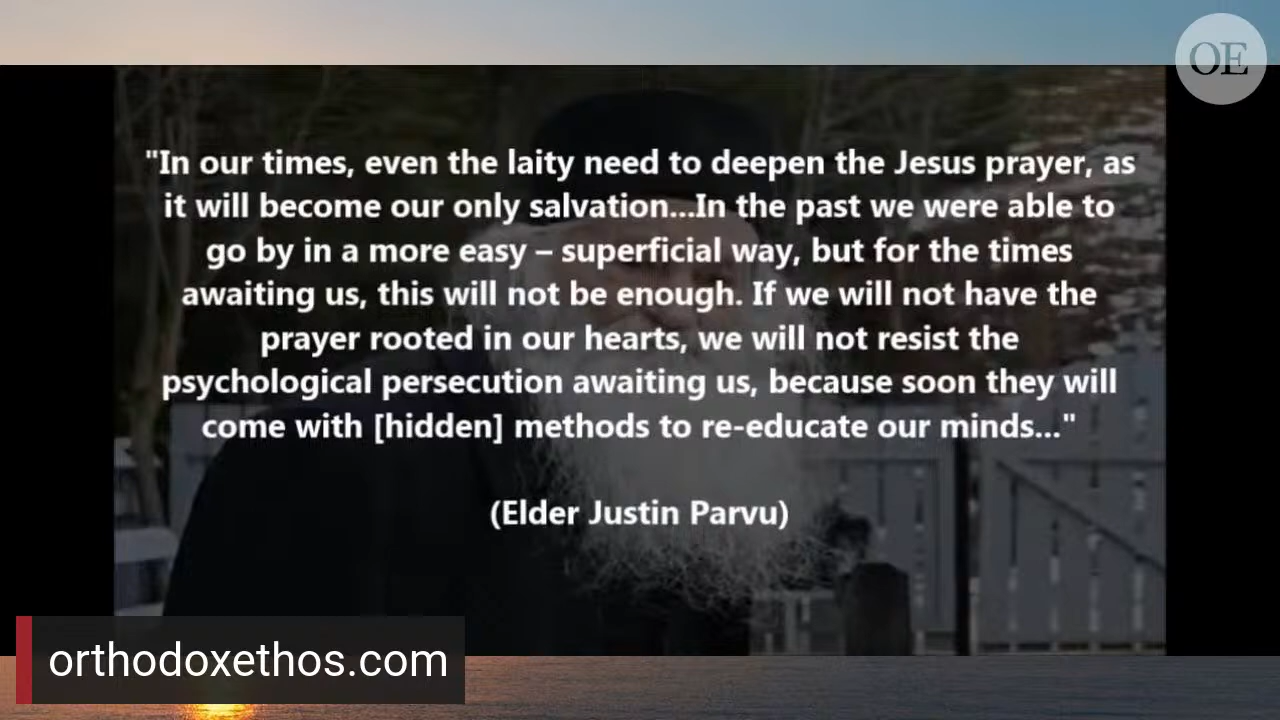 OE
"In our times, even the laity need to deepen the Jesus prayer, as
it will become our only salvation...In the past we were able to
go by in a more easy – superficial way, but for the times
awaiting us, this will not be enough. If we will not have the
prayer rooted in our hearts, we will not resist the
psychological persecution awaiting us, because soon they will
come with [hidden] methods to re-educate our minds..."
(Elder Justin Parvu)
orthodoxethos.com